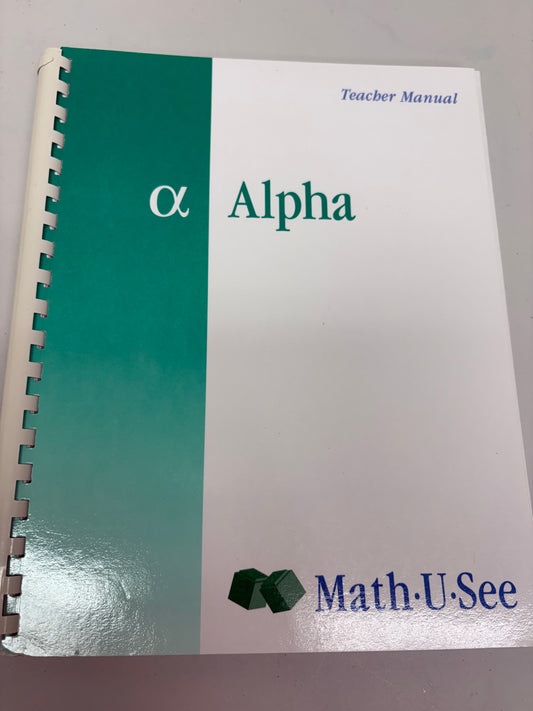 Teacher Manual
α Alpha
Math·U·See